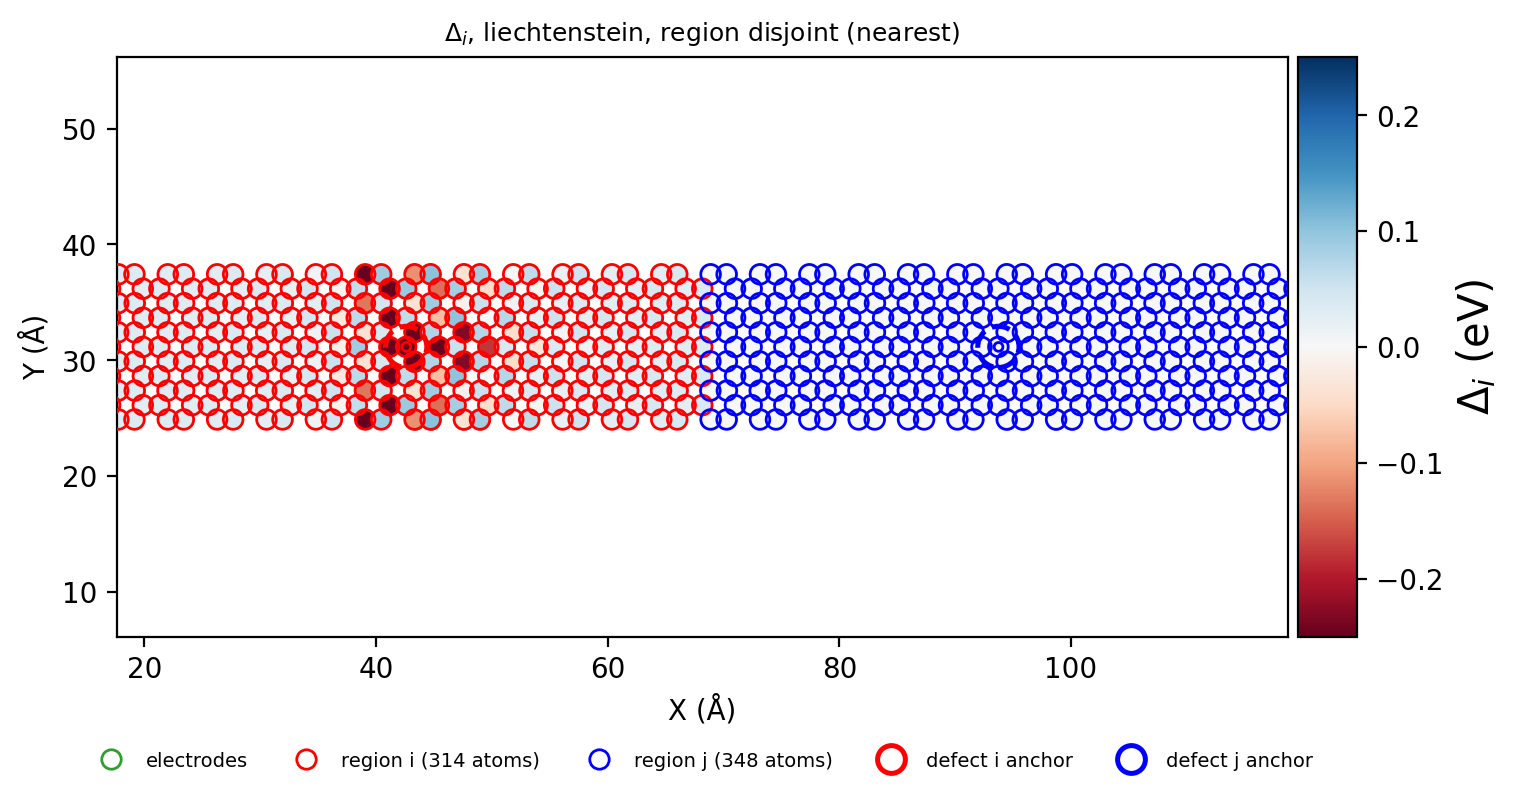 Δi, liechtenstein, region disjoint (nearest)
50
40
30
20
10
Y (Å)
20
40
60
80
100
X (Å)
0.2
0.1
0.0
−0.1
−0.2
Δi (eV)
electrodes
region i (314 atoms)
region j (348 atoms)
defect i anchor
defect j anchor